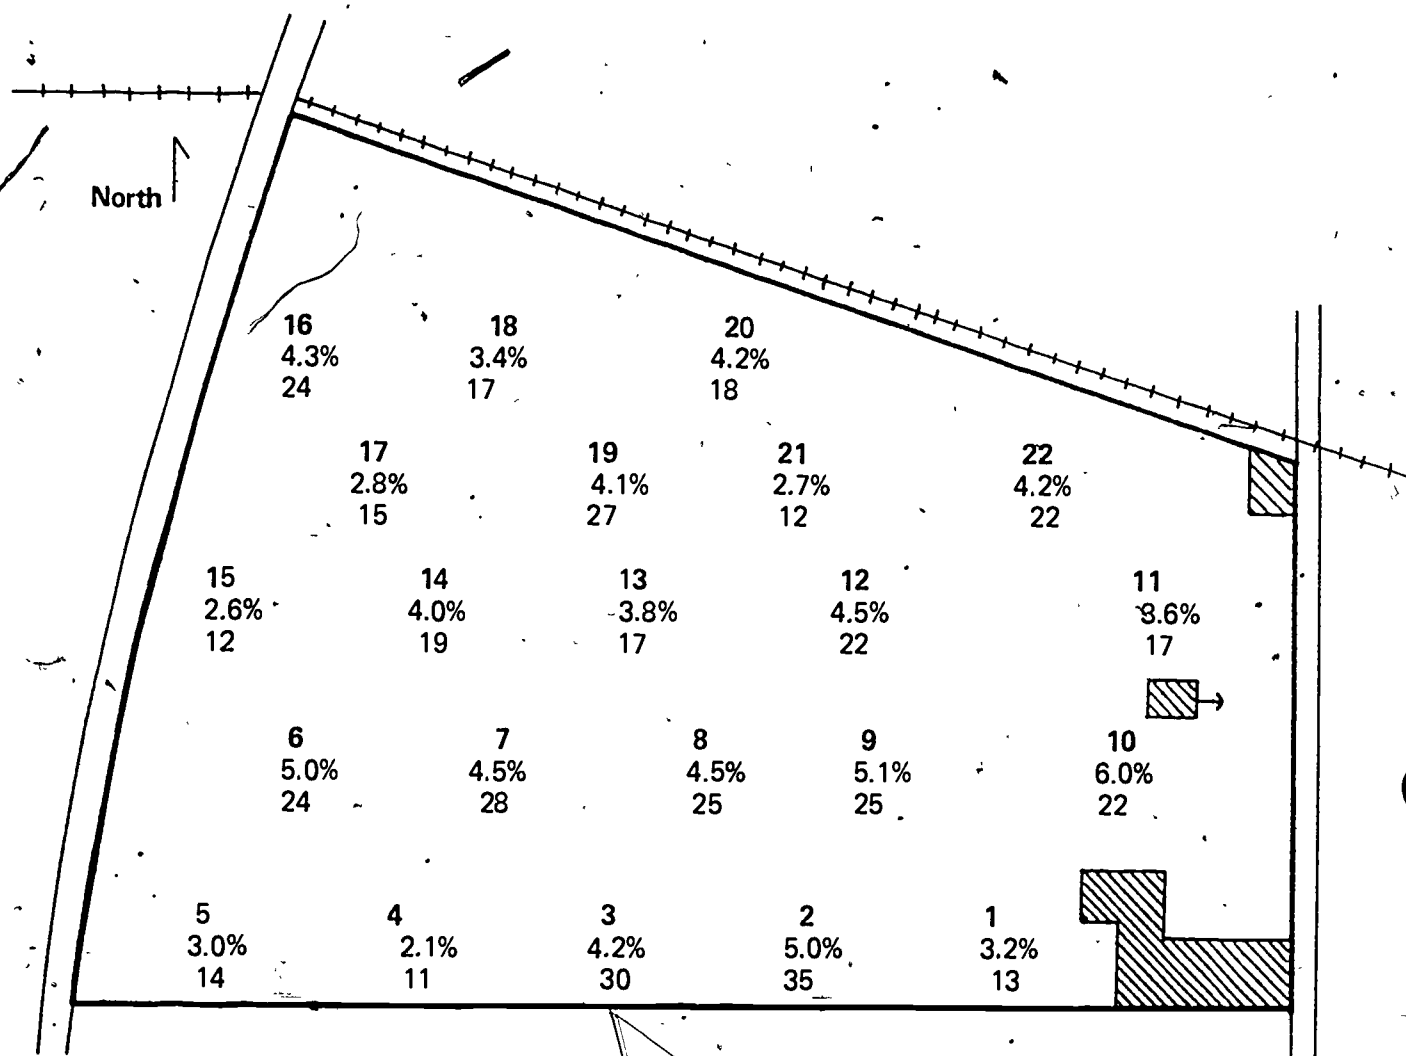 North
16 18 20
4.3% 3.4% 4.2%
24 17 18
17 19 21 22
2.8% 4.1% 2.7% 4.2%
15 27 12 22
15 14 13 12 11
2.6% 4.0% 3.8% 4.5% 3.6%
12 19 17 22 17
6 7 8 9 10
5.0% 4.5% 4.5% 5.1% 6.0%
24 28 25 25 22
5 4 3 2 1
3.0% 2.1% 4.2% 5.0% 3.2%
14 11 30 35 13